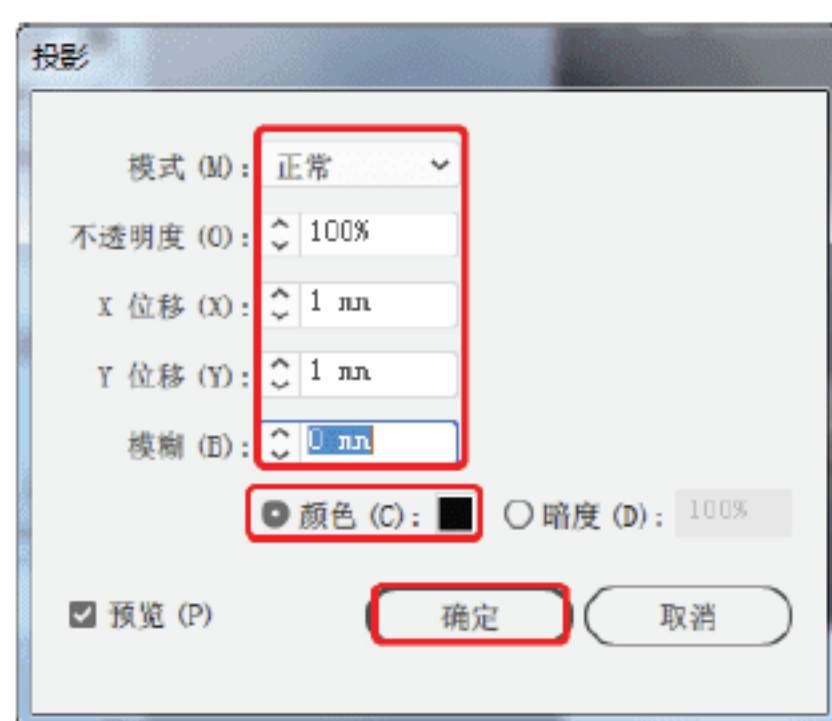 投影
模式 (M)： 正常
不透明度 (O)： 100%
X 位移 (X)： 1 mm
Y 位移 (Y)： 1 mm
模糊 (B)： 0 mm
颜色 (C)： 暗度 (D)： 100%
预览 (P) 确定 取消